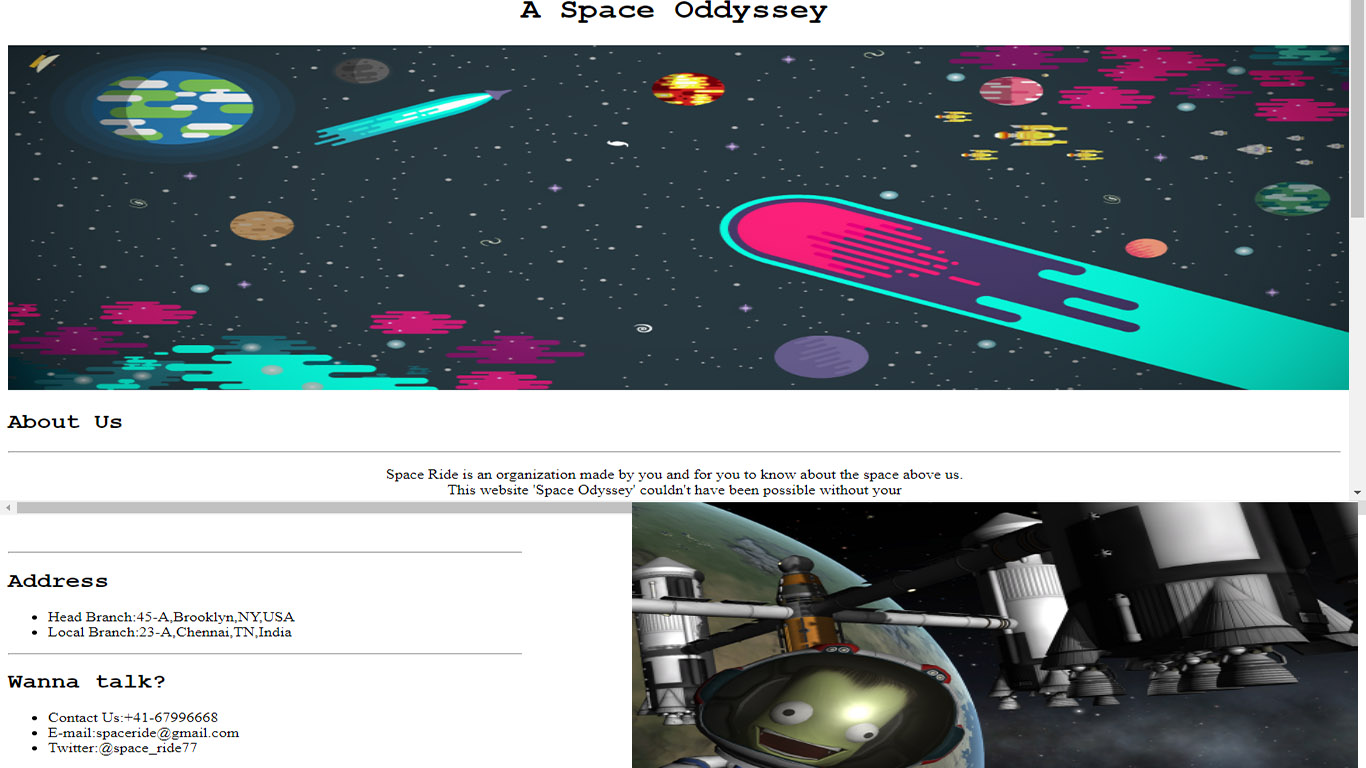 A Space Oddyssey
About Us
Space Ride is an organization made by you and for you to know about the space above us.
This website 'Space Odyssey' couldn't have been possible without your
Address
Head Branch:45-A,Brooklyn,NY,USA
Local Branch:23-A,Chennai,TN,India
Wanna talk?
Contact Us:+41-67996668
E-mail:spaceride@gmail.com
Twitter:@space_ride77